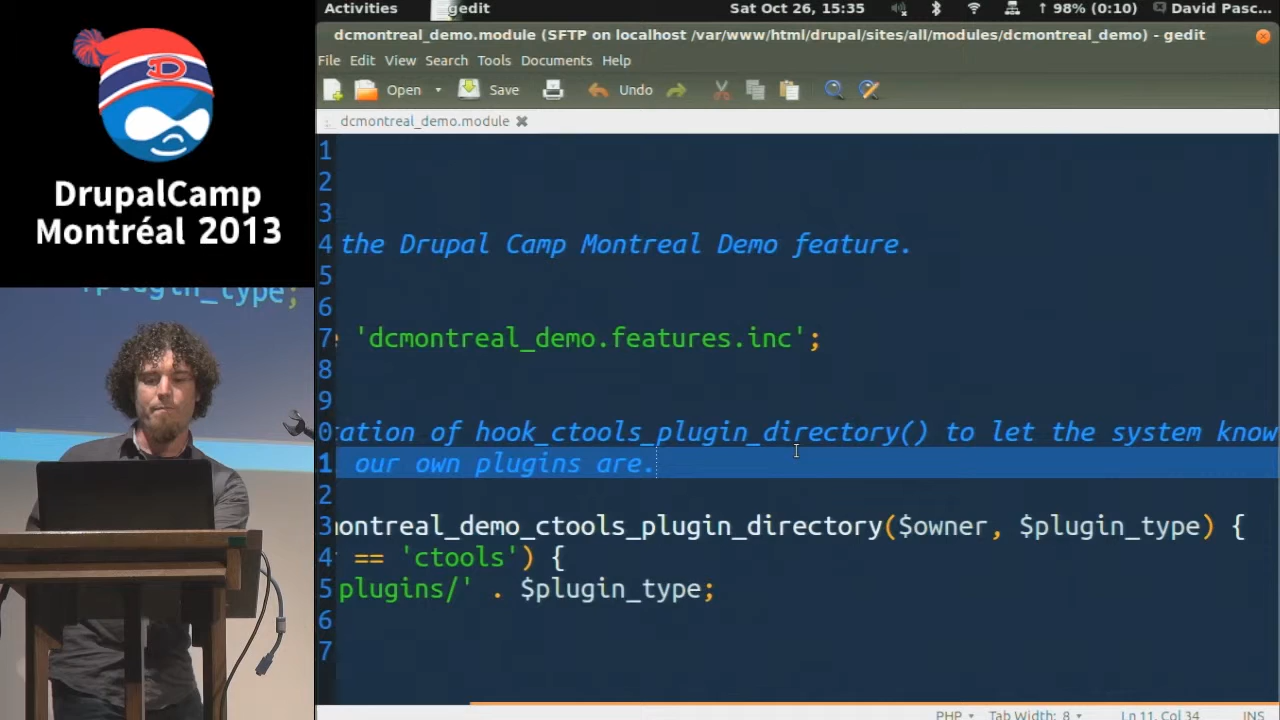 Activities
gedit
Sat Oct 26, 15:35
98% (0:10)
David Pasc...
dcmontreal_demo.module (SFTP on localhost /var/www/html/drupal/sites/all/modules/dcmontreal_demo) - gedit
File Edit View Search Tools Documents Help
Open Save Undo
dcmontreal_demo.module
DrupalCamp
Montréal 2013
$plugin_type;
1
2
3
4 the Drupal Camp Montreal Demo feature.
5
6
7 'dcmontreal_demo.features.inc';
8
9
0 ation of hook_ctools_plugin_directory() to let the system know
1 our own plugins are.
2
3 ontreal_demo_ctools_plugin_directory($owner, $plugin_type) {
4 == 'ctools') {
5 plugins/' . $plugin_type;
6
7
PHP Tab Width: 8 Ln 11, Col 34 INS